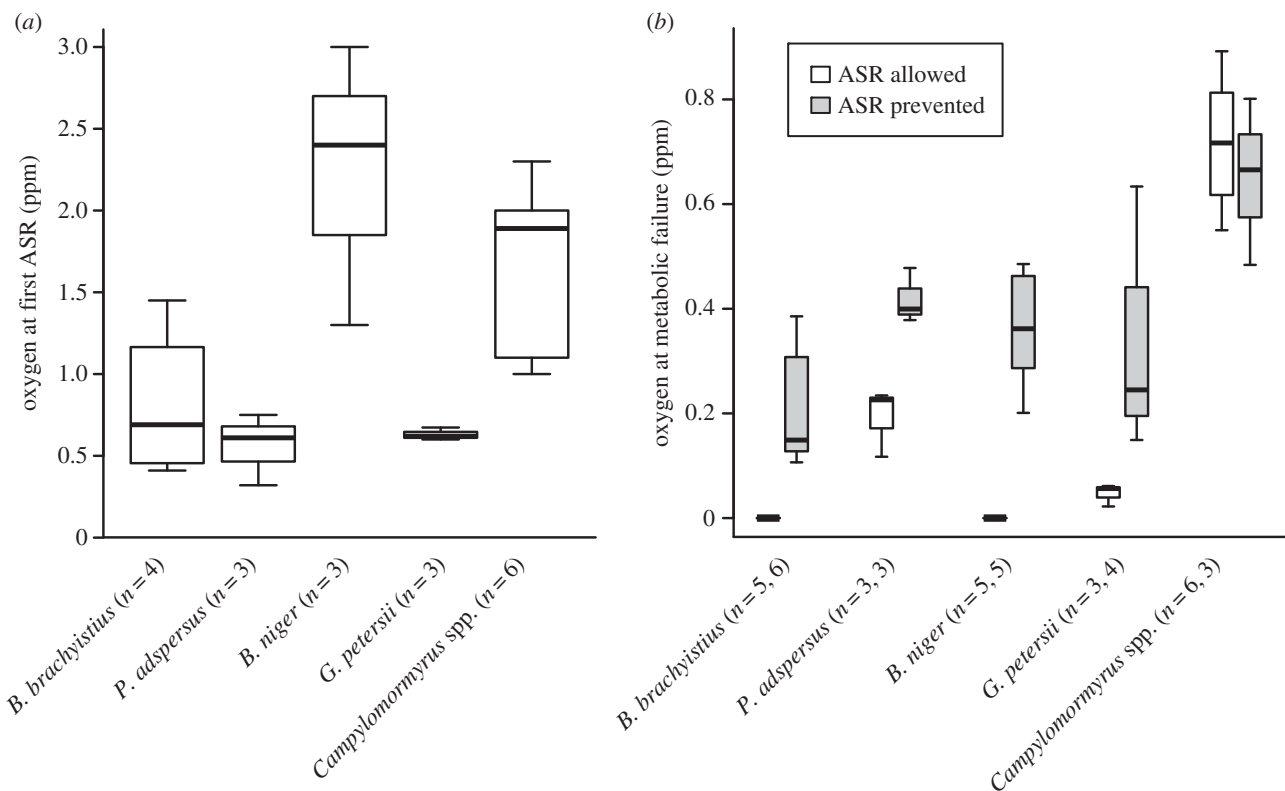 (a)
oxygen at first ASR (ppm)
3.0
2.5
2.0
1.5
1.0
0.5
0
B. brachyistius (n = 4)
P. adspersus (n = 3)
B. niger (n = 3)
G. petersii (n = 3)
Campylomormyrus spp. (n = 6)
(b)
oxygen at metabolic failure (ppm)
0.8
0.6
0.4
0.2
0
ASR allowed
ASR prevented
B. brachyistius (n = 5, 6)
P. adspersus (n = 3, 3)
B. niger (n = 5, 5)
G. petersii (n = 3, 4)
Campylomormyrus spp. (n = 6, 3)